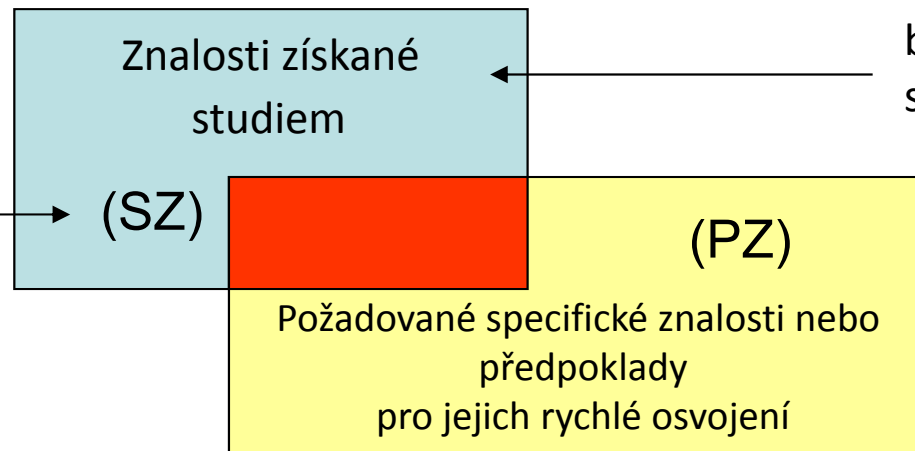 Znalosti získané
studiem
(SZ)
(PZ)
Požadované specifické znalosti nebo
předpoklady
pro jejich rychlé osvojení